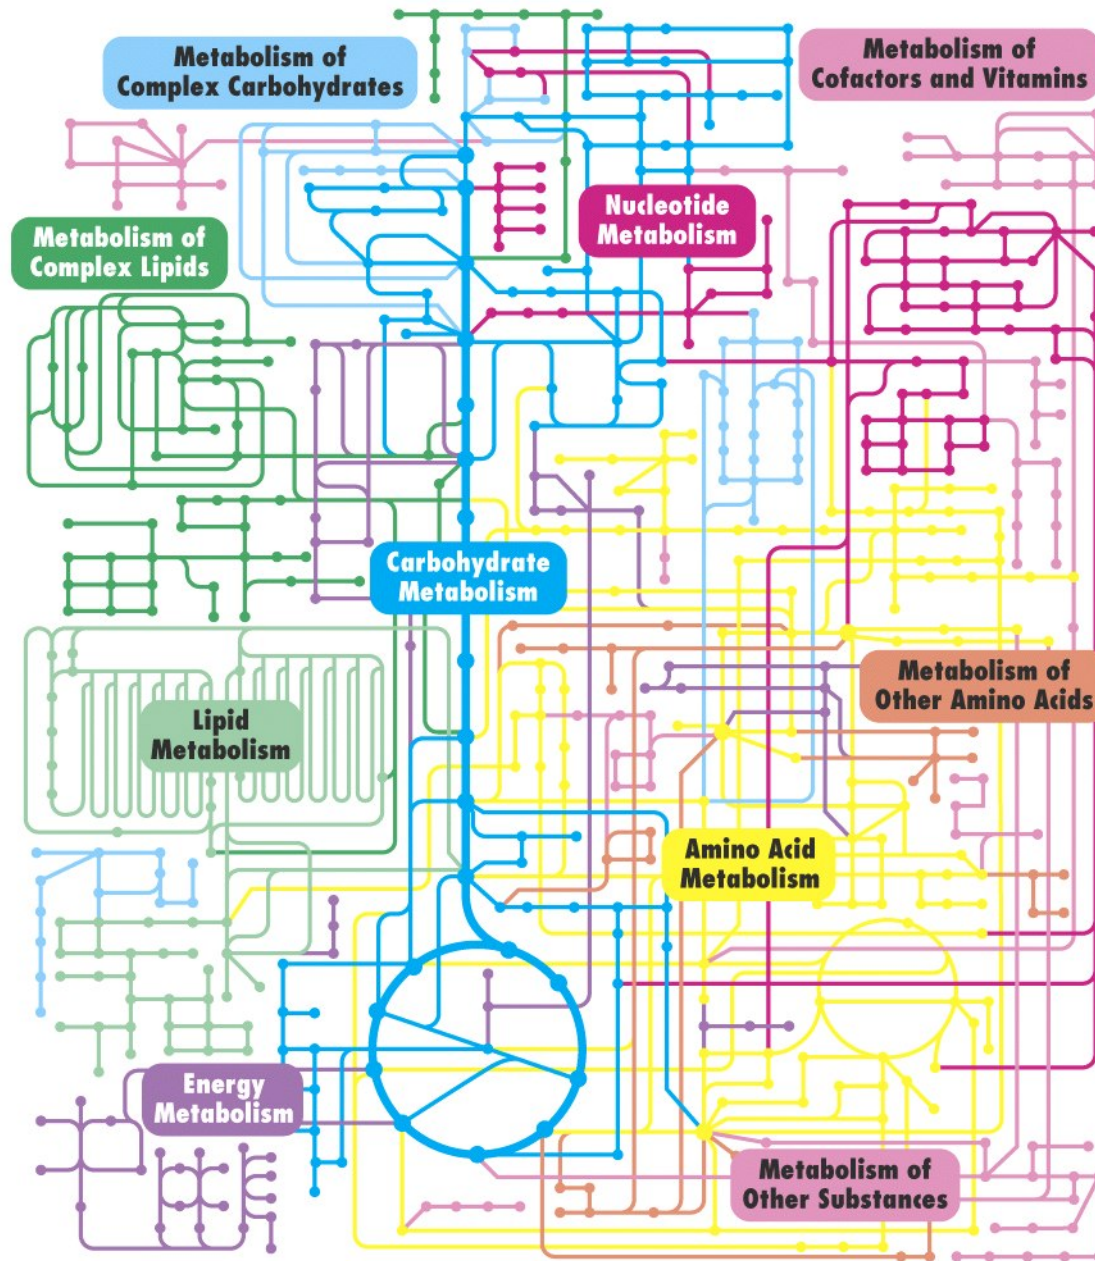 Metabolism of
Complex Carbohydrates
Metabolism of
Cofactors and Vitamins
Nucleotide
Metabolism
Metabolism of
Complex Lipids
Carbohydrate
Metabolism
Metabolism of
Other Amino Acids
Lipid
Metabolism
Amino Acid
Metabolism
Energy
Metabolism
Metabolism of
Other Substances